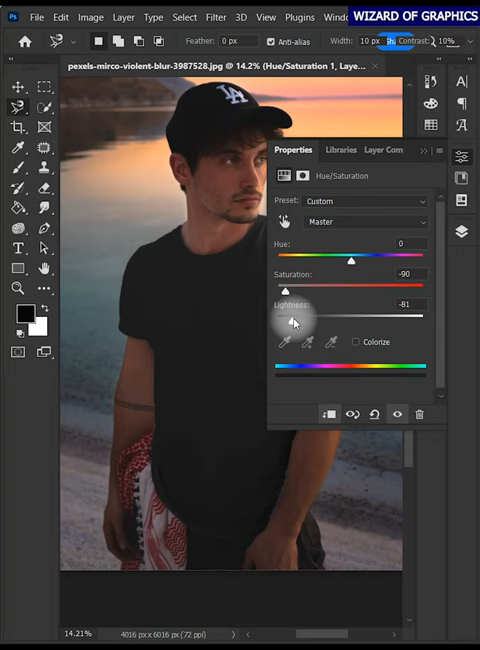 WIZARD OF GRAPHICS
Ps
File Edit Image Layer Type Select Filter 3D View Plugins
Feather: 0 px Anti-alias Width: 10 px Contrast: 10%
pexels-mirco-violent-blur-3987528.jpg @ 14.2% (Hue/Saturation 1, Laye...
LA
Properties Libraries Layer Com
Hue/Saturation
Preset: Custom
Master
Hue: 0
Saturation: -90
Lightness: -81
Colorize
14.21% 4016 px x 6016 px (72 ppi)